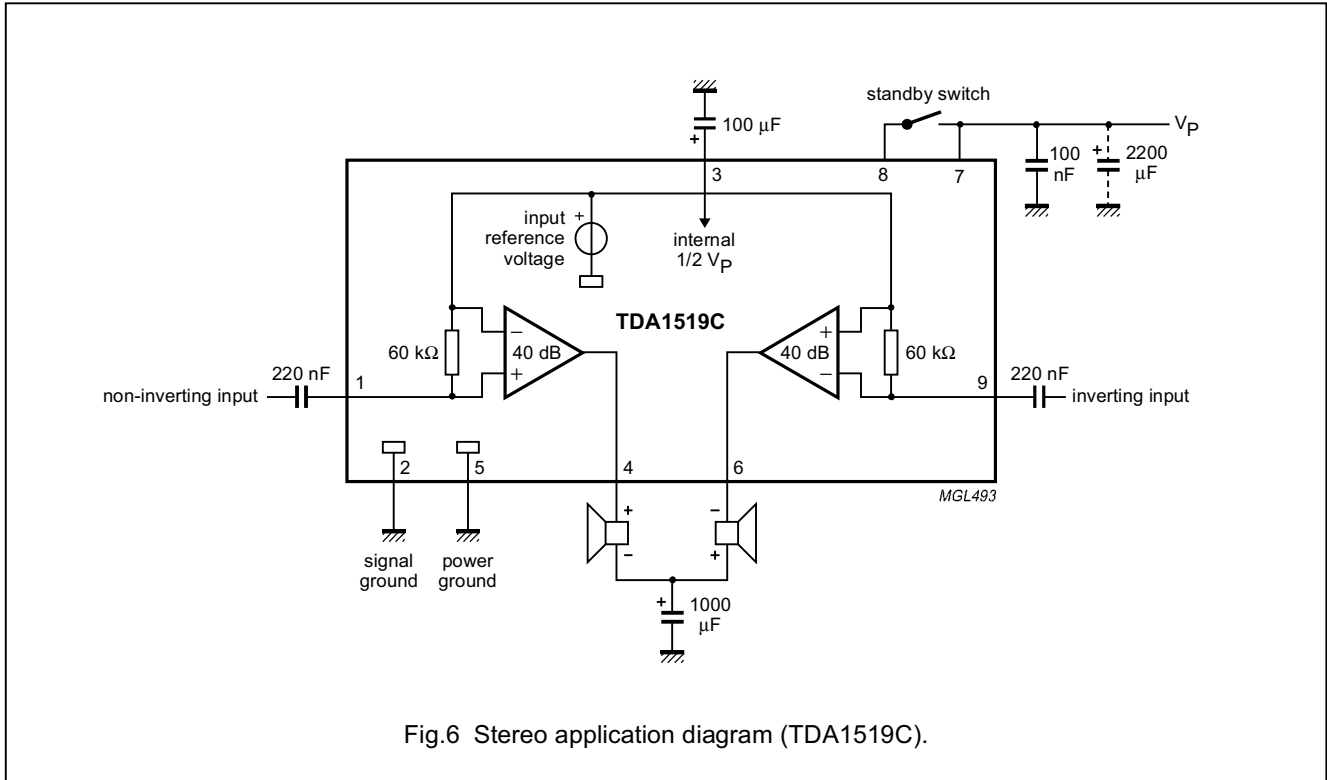 standby switch
100 μF
+
V_P
100
nF
+
2200
μF
3
8
7
input
reference
voltage
+
internal
1/2 V_P
TDA1519C
60 kΩ
−
40 dB
+
+
40 dB
−
60 kΩ
220 nF
1
non-inverting input
9
220 nF
inverting input
2
5
4
6
MGL493
signal
ground
power
ground
+
−
−
+
+
1000
μF
Fig.6 Stereo application diagram (TDA1519C).